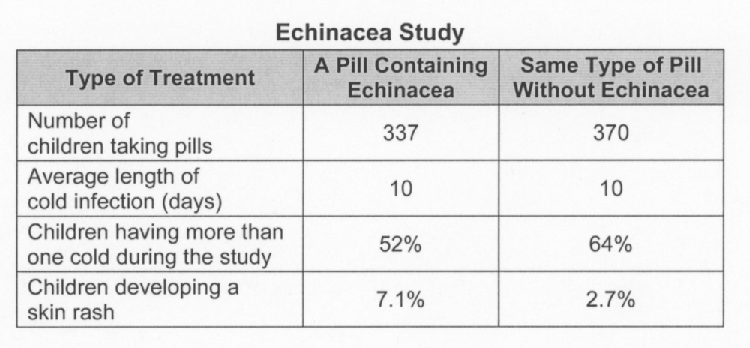 Echinacea Study
Type of Treatment
A Pill Containing
Echinacea
Same Type of Pill
Without Echinacea
Number of
children taking pills
337
370
Average length of
cold infection (days)
10
10
Children having more than
one cold during the study
52%
64%
Children developing a
skin rash
7.1%
2.7%